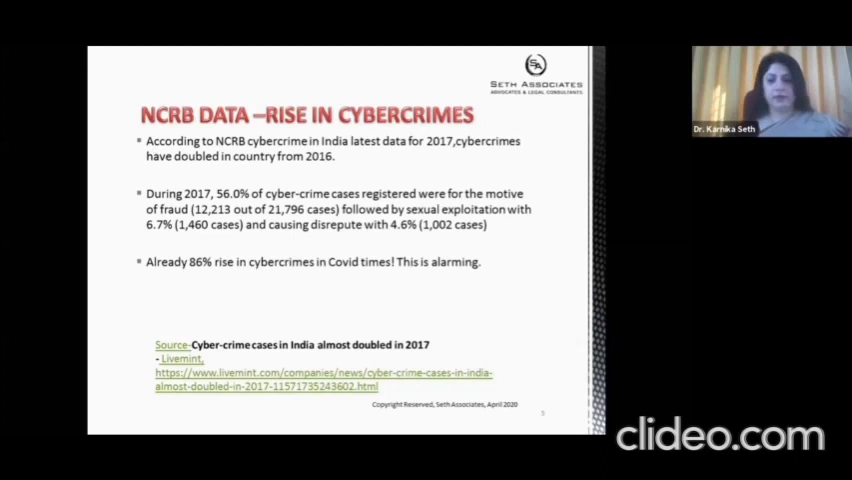 SA
SETH ASSOCIATES
ADVOCATES & LEGAL CONSULTANTS
NCRB DATA –RISE IN CYBERCRIMES
According to NCRB cybercrime in India latest data for 2017,cybercrimes
have doubled in country from 2016.
During 2017, 56.0% of cyber-crime cases registered were for the motive
of fraud (12,213 out of 21,796 cases) followed by sexual exploitation with
6.7% (1,460 cases) and causing disrepute with 4.6% (1,002 cases)
Already 86% rise in cybercrimes in Covid times! This is alarming.
Source-Cyber-crime cases in India almost doubled in 2017
- Livemint,
https://www.livemint.com/companies/news/cyber-crime-cases-in-india-
almost-doubled-in-2017-11571735243602.html
Copyright Reserved, Seth Associates, April 2020
5
Dr. Karnika Seth
clideo.com